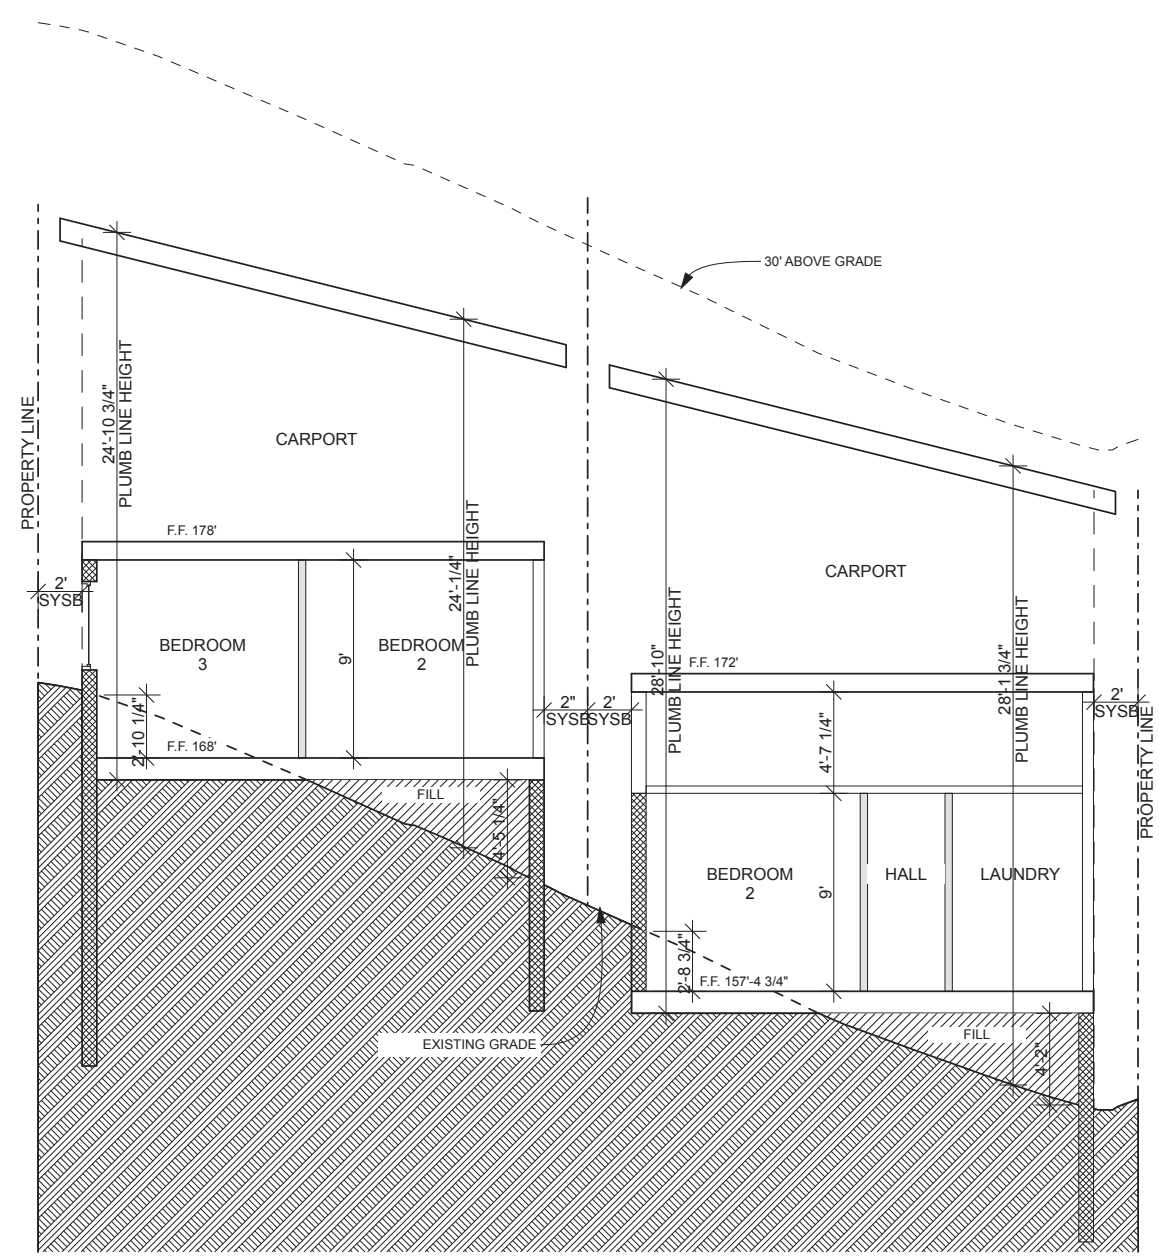 30' ABOVE GRADE
PROPERTY LINE
24'-10 3/4"
PLUMB LINE HEIGHT
CARPORT
24'-1/4"
PLUMB LINE HEIGHT
F.F. 178'
2'
SYSB
BEDROOM
3
9'
BEDROOM
2
2'-10 1/4"
F.F. 168'
FILL
4'-5 1/4"
2"
SYSB
2'
SYSB
CARPORT
28'-10"
PLUMB LINE HEIGHT
F.F. 172'
28'-1 3/4"
PLUMB LINE HEIGHT
2'
SYSB
PROPERTY LINE
4'-7 1/4"
BEDROOM
2
9'
HALL
LAUNDRY
2'-8 3/4"
F.F. 157'-4 3/4"
EXISTING GRADE
FILL
4'-2"